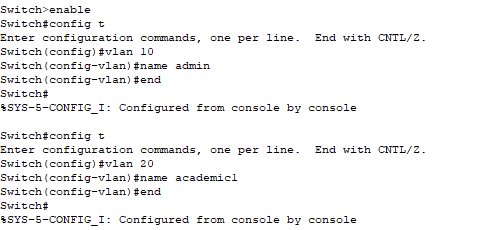 Switch>enable
Switch#config t
Enter configuration commands, one per line.  End with CNTL/Z.
Switch(config)#vlan 10
Switch(config-vlan)#name admin
Switch(config-vlan)#end
Switch#
%SYS-5-CONFIG_I: Configured from console by console
Switch#config t
Enter configuration commands, one per line.  End with CNTL/Z.
Switch(config)#vlan 20
Switch(config-vlan)#name academic1
Switch(config-vlan)#end
Switch#
%SYS-5-CONFIG_I: Configured from console by console